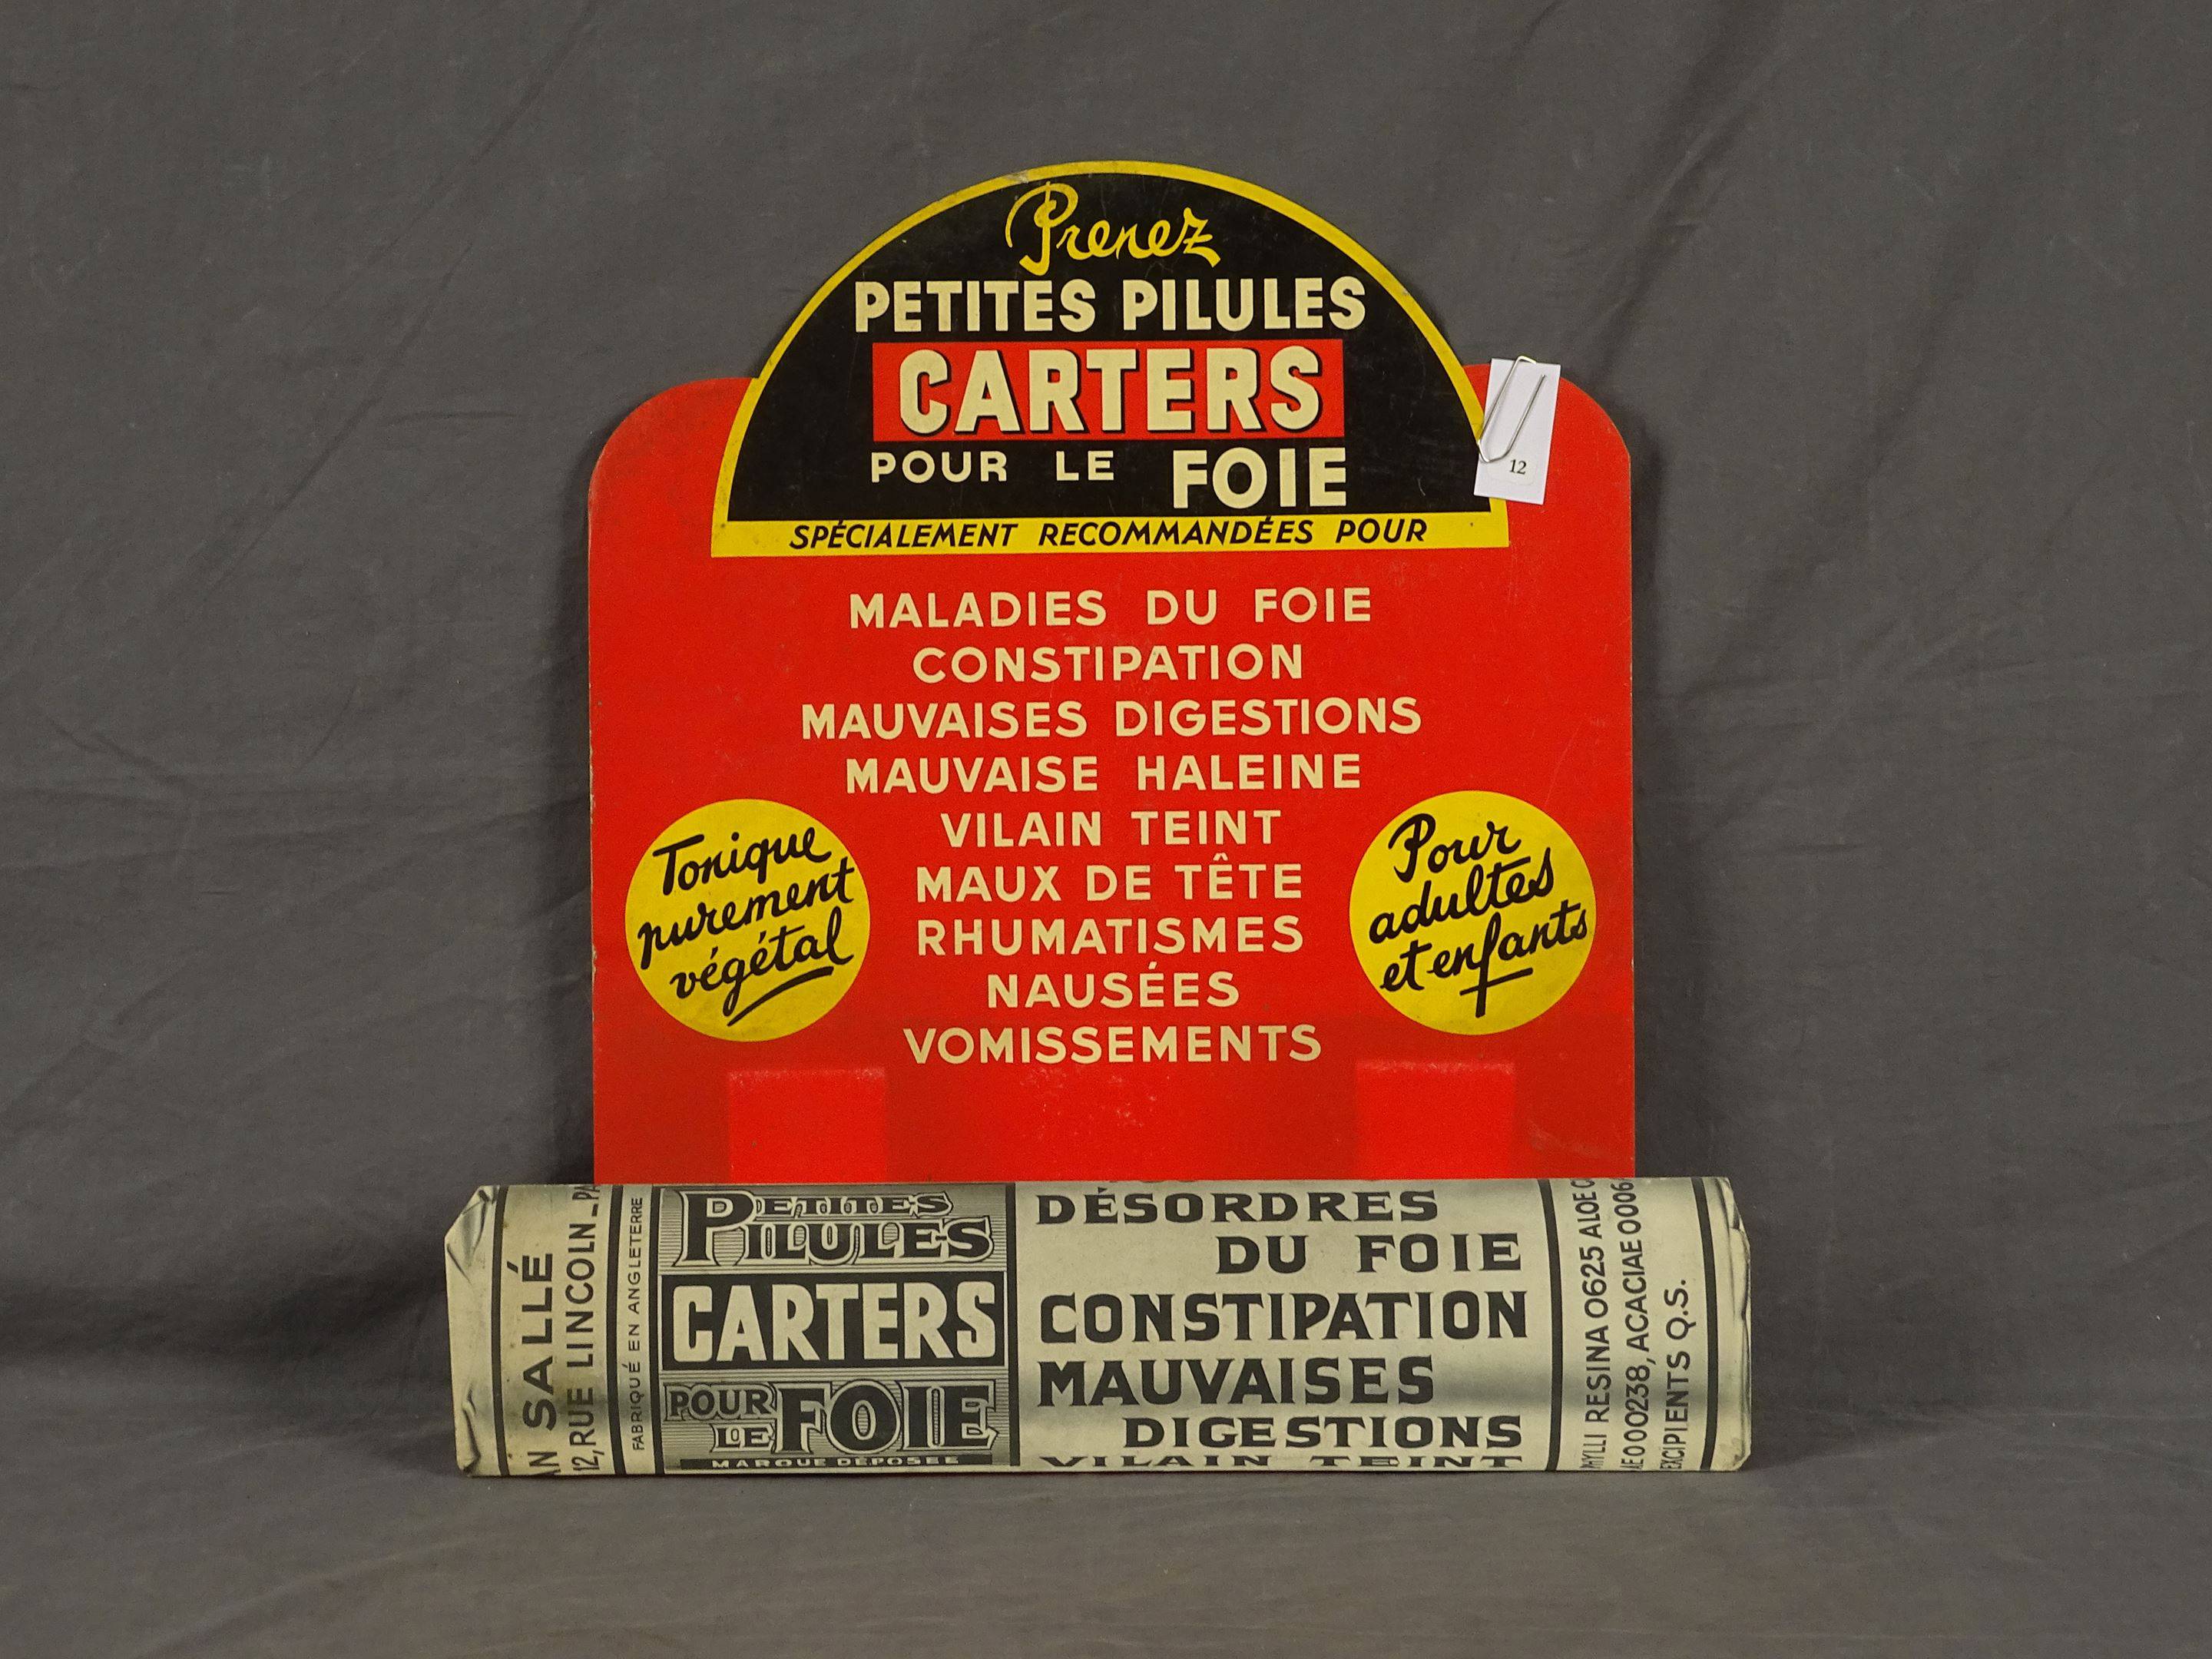 Prenez
PETITES PILULES
CARTERS
POUR LE FOIE
SPÉCIALEMENT RECOMMANDÉES POUR
12
MALADIES DU FOIE
CONSTIPATION
MAUVAISES DIGESTIONS
MAUVAISE HALEINE
VILAIN TEINT
MAUX DE TÊTE
RHUMATISMES
NAUSÉES
VOMISSEMENTS
Tonique
purement
végétal
Pour
adultes
et enfants
SALLÉ
12, RUE LINCOLN _
FABRIQUÉ EN ANGLETERRE
PETITES
PILULES
CARTERS
POUR
LE FOIE
MARQUE DÉPOSÉE
DÉSORDRES
DU FOIE
CONSTIPATION
MAUVAISES
DIGESTIONS
VILAIN TEINT
RESINA 0625 ALOE
000238, ACACIAE 0006
EXCIPIENTS Q.S.